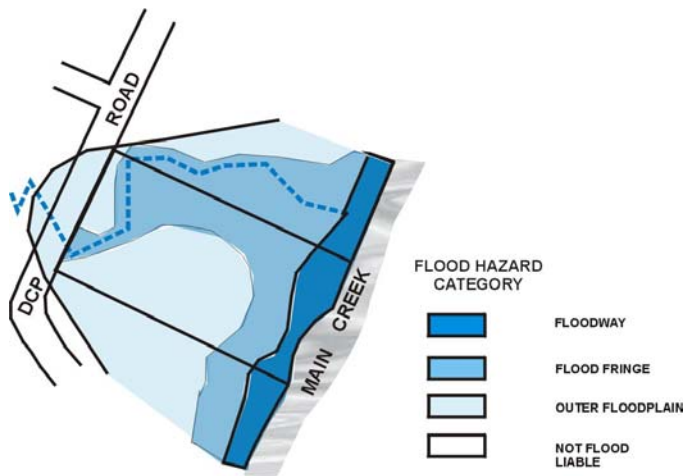 ROAD
DCP
MAIN CREEK
FLOOD HAZARD
CATEGORY
FLOODWAY
FLOOD FRINGE
OUTER FLOODPLAIN
NOT FLOOD
LIABLE